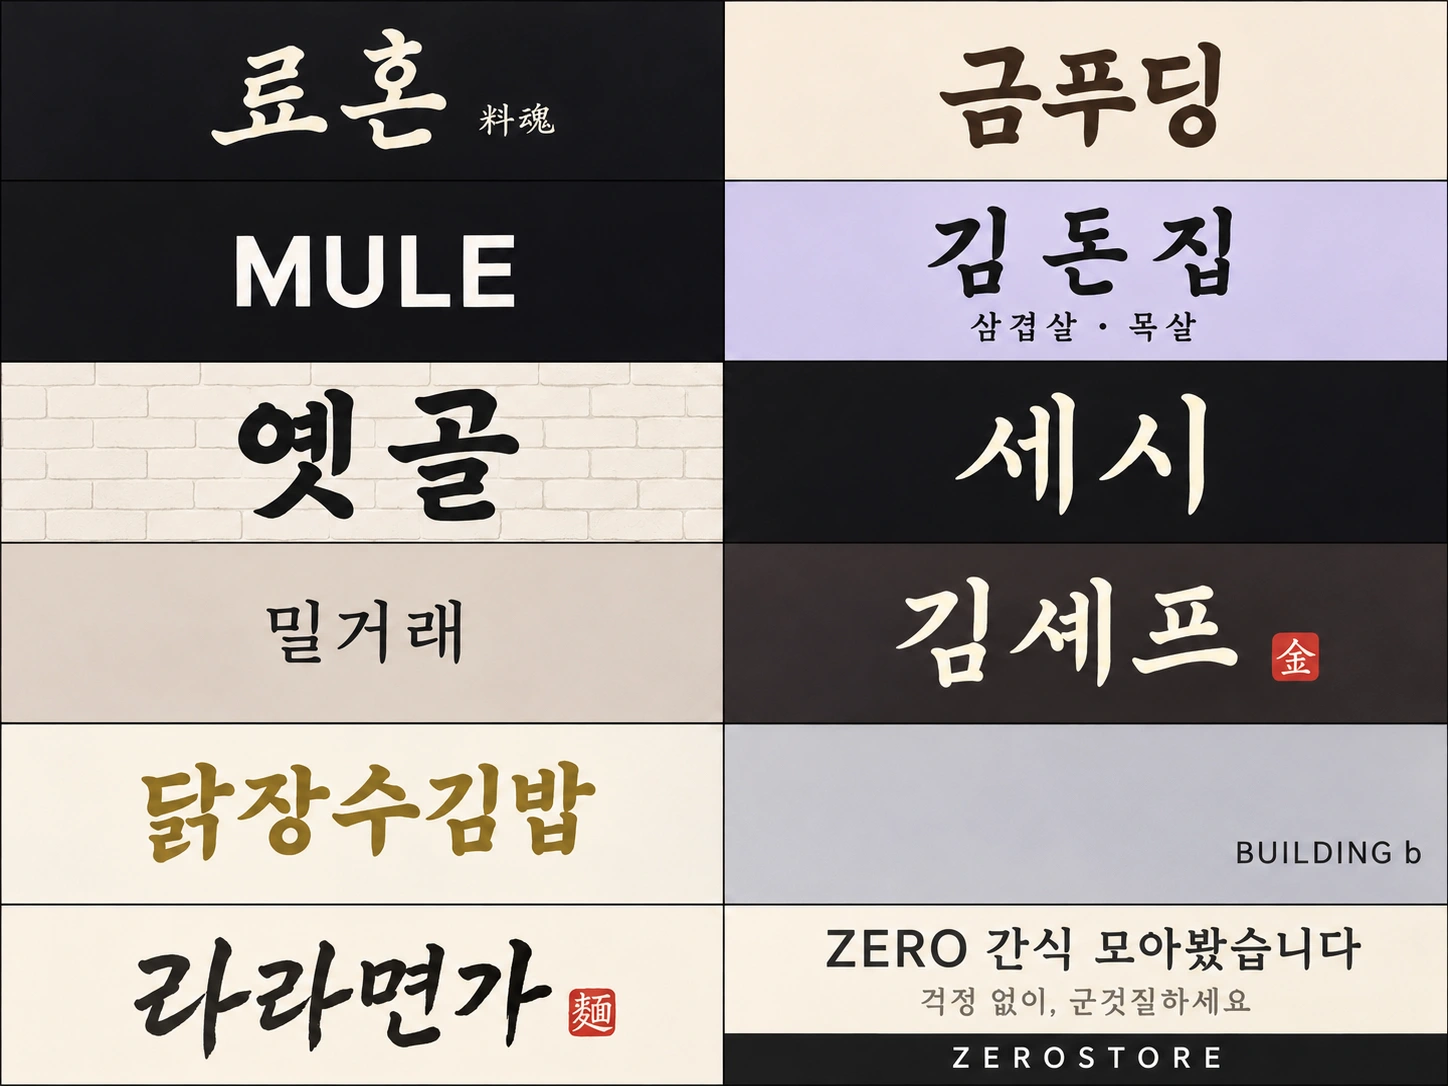 료혼 料魂
금푸딩
MULE
김돈집
삼겹살 · 목살
옛골
세시
밀거래
김셰프 金
닭장수김밥
BUILDING b
라라면가 麵
ZERO 간식 모아봤습니다
걱정 없이, 군것질하세요
ZEROSTORE